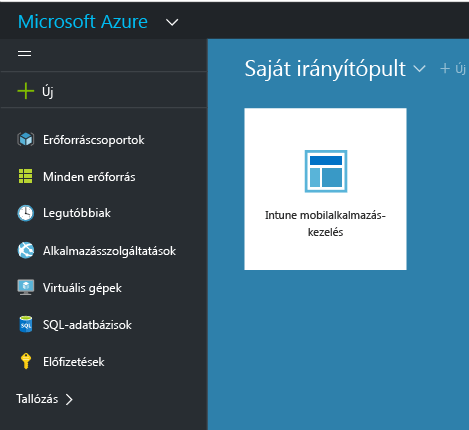 Microsoft Azure
Saját irányítópult
+ Új
Új
Erőforráscsoportok
Minden erőforrás
Legutóbbiak
Alkalmazásszolgáltatások
Virtuális gépek
SQL-adatbázisok
Előfizetések
Tallózás
Intune mobilalkalmazás-
kezelés